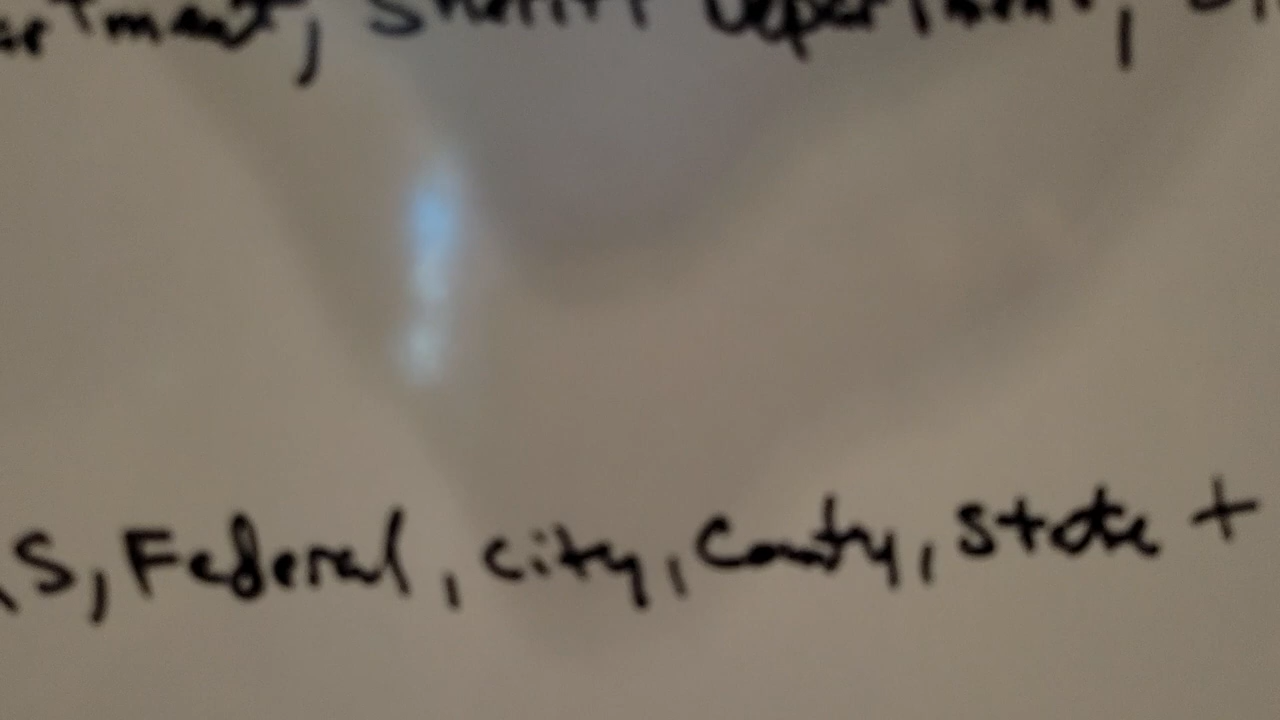 Sheriff Department,
S, Federal, city, County, State +